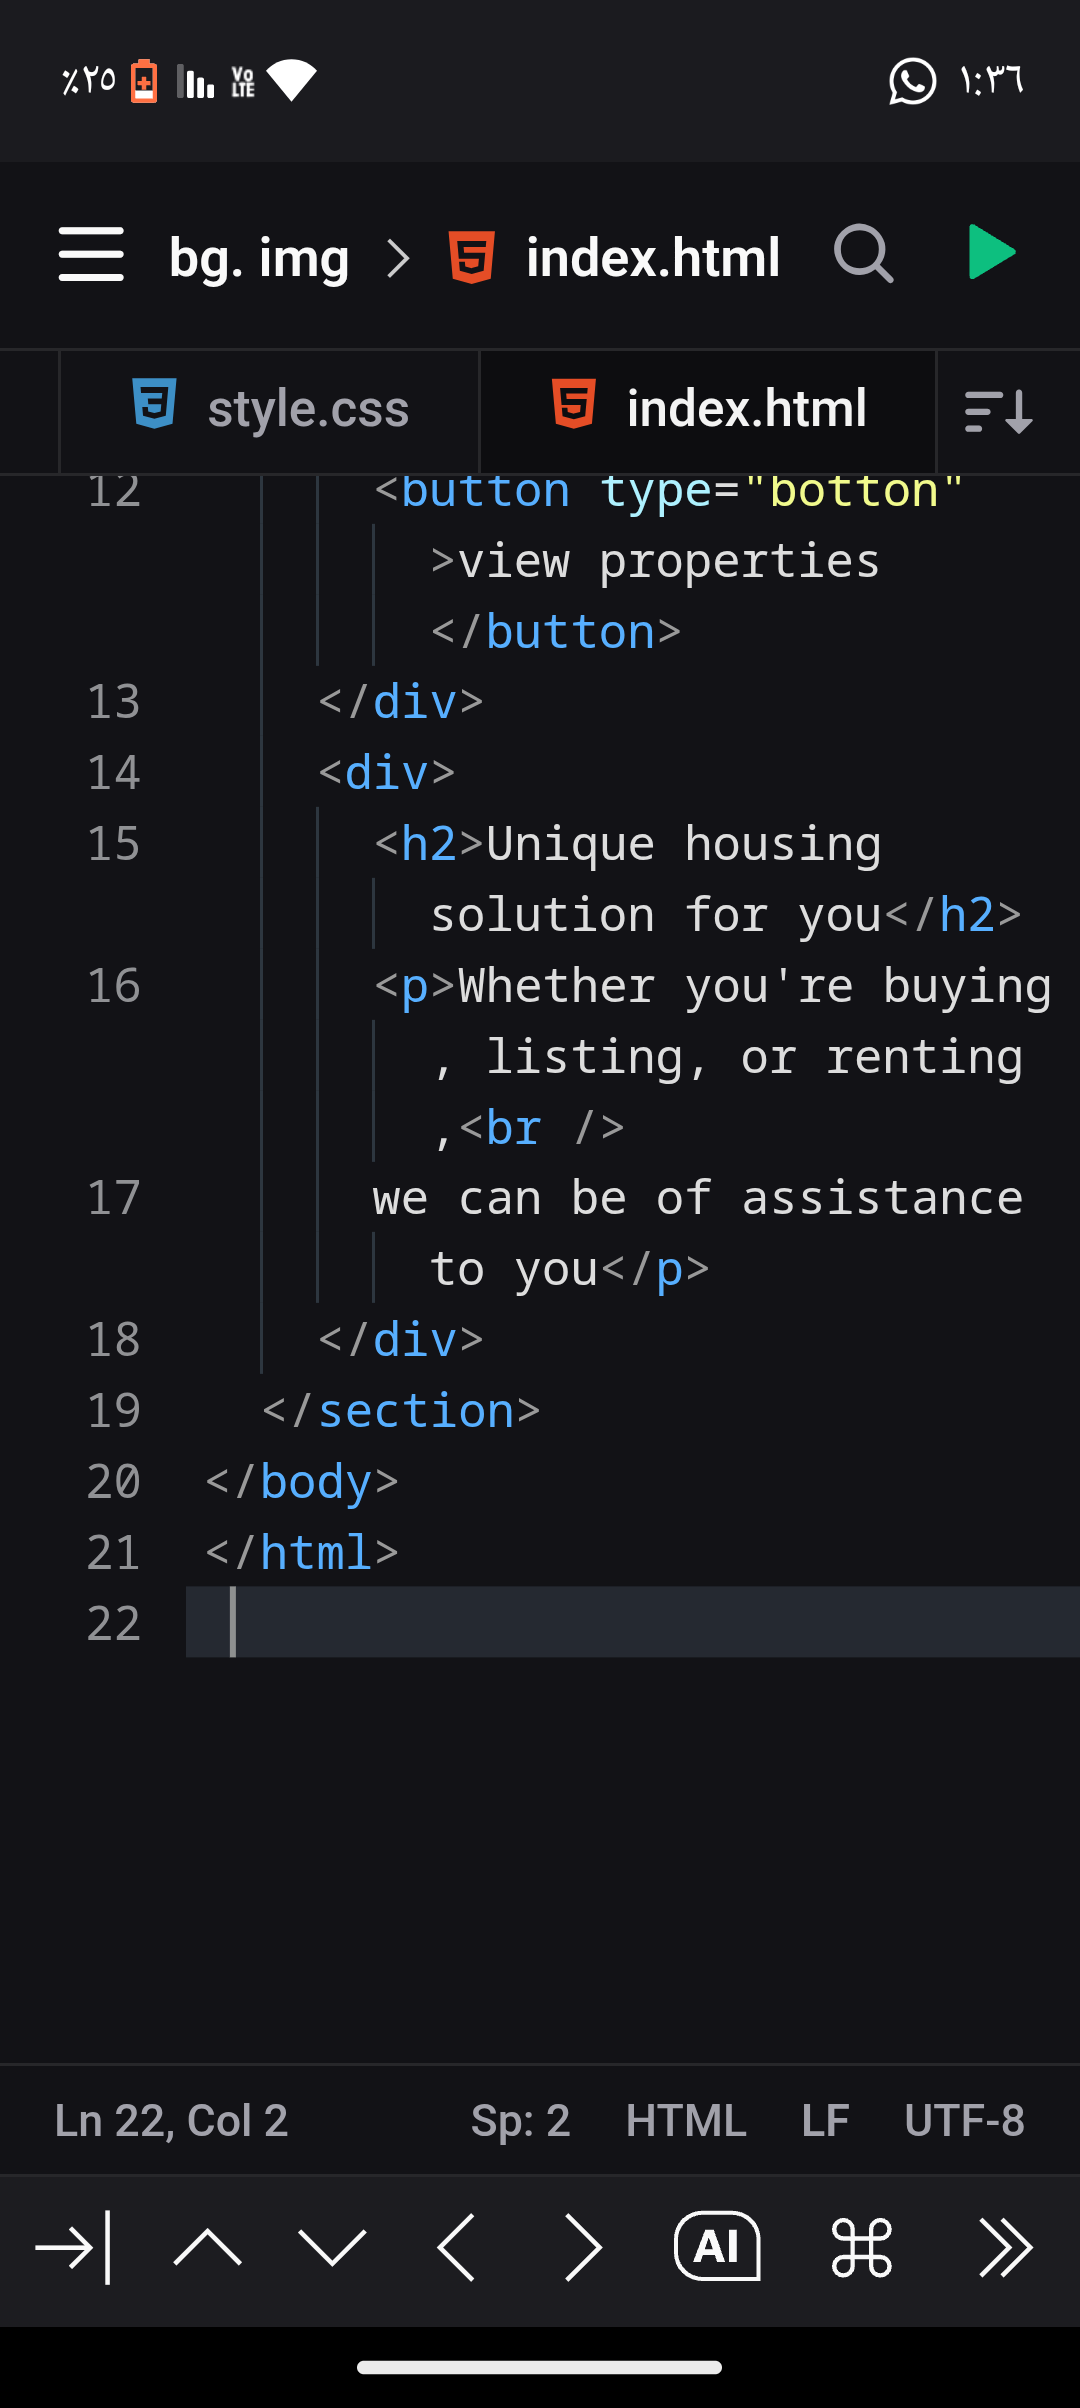 ٪٢٥ Vo LTE ١:٣٦
bg. img > index.html
style.css index.html
12 <button type="botton"
>view properties
</button>
13 </div>
14 <div>
15 <h2>Unique housing
solution for you</h2>
16 <p>Whether you're buying
, listing, or renting
,<br />
17 we can be of assistance
to you</p>
18 </div>
19 </section>
20 </body>
21 </html>
22
Ln 22, Col 2 Sp: 2 HTML LF UTF-8
AI